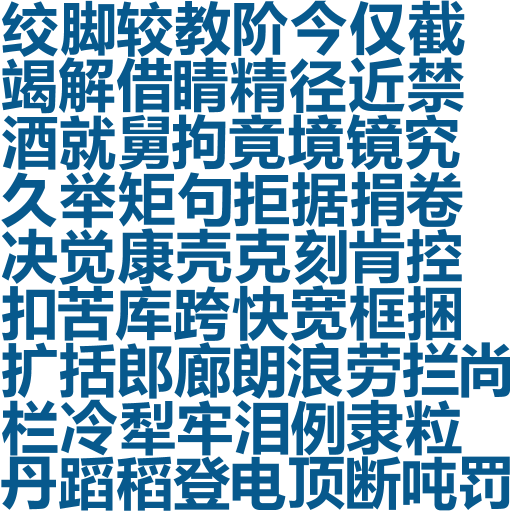 绞脚较教阶今仅截
竭解借睛精径近禁
酒就舅拘竟境镜究
久举矩句拒据捐卷
决觉康壳克刻肯控
扣苦库跨快宽框捆
扩括郎廊朗浪劳拦尚
栏冷犁牢泪例隶粒
丹蹈稻登电顶断吨罚